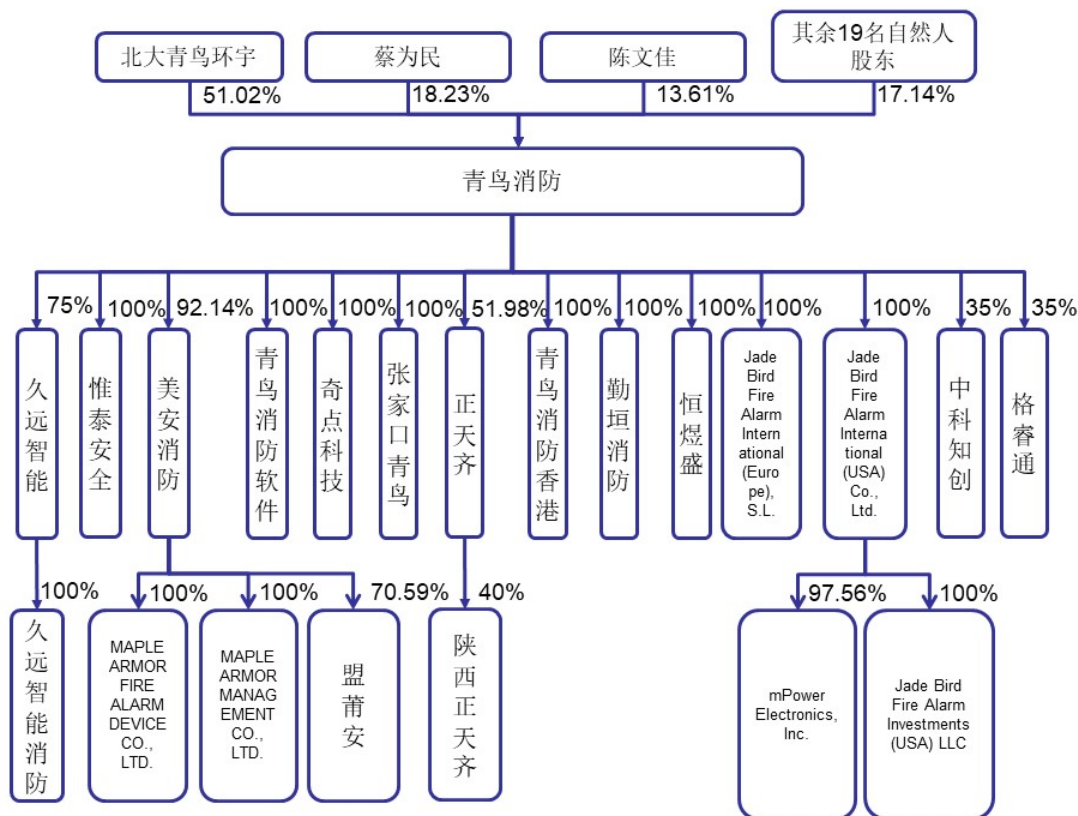 北大青鸟环宇
蔡为民
陈文佳
其余19名自然人
股东
51.02%
18.23%
13.61%
17.14%
青鸟消防
75%
100%
92.14%
100%
100%
100%
51.98%
100%
100%
100%
100%
100%
35%
35%
久远智能
惟泰安全
美安消防
青鸟消防软件
奇点科技
张家口青鸟
正天齐
青鸟消防香港
勤垣消防
恒煜盛
Jade
Bird
Fire
Alarm
Intern
ational
(Euro
pe),
S.L.
Jade
Bird
Fire
Alarm
Interna
tional
(USA)
Co.,
Ltd.
中科知创
格睿通
100%
100%
100%
70.59%
40%
97.56%
100%
久远智能消防
MAPLE
ARMOR
FIRE
ALARM
DEVICE
CO.,
LTD.
MAPLE
ARMOR
MANAG
EMENT
CO.,
LTD.
盟莆安
陕西正天齐
mPower
Electronics,
Inc.
Jade Bird
Fire Alarm
Investments
(USA) LLC